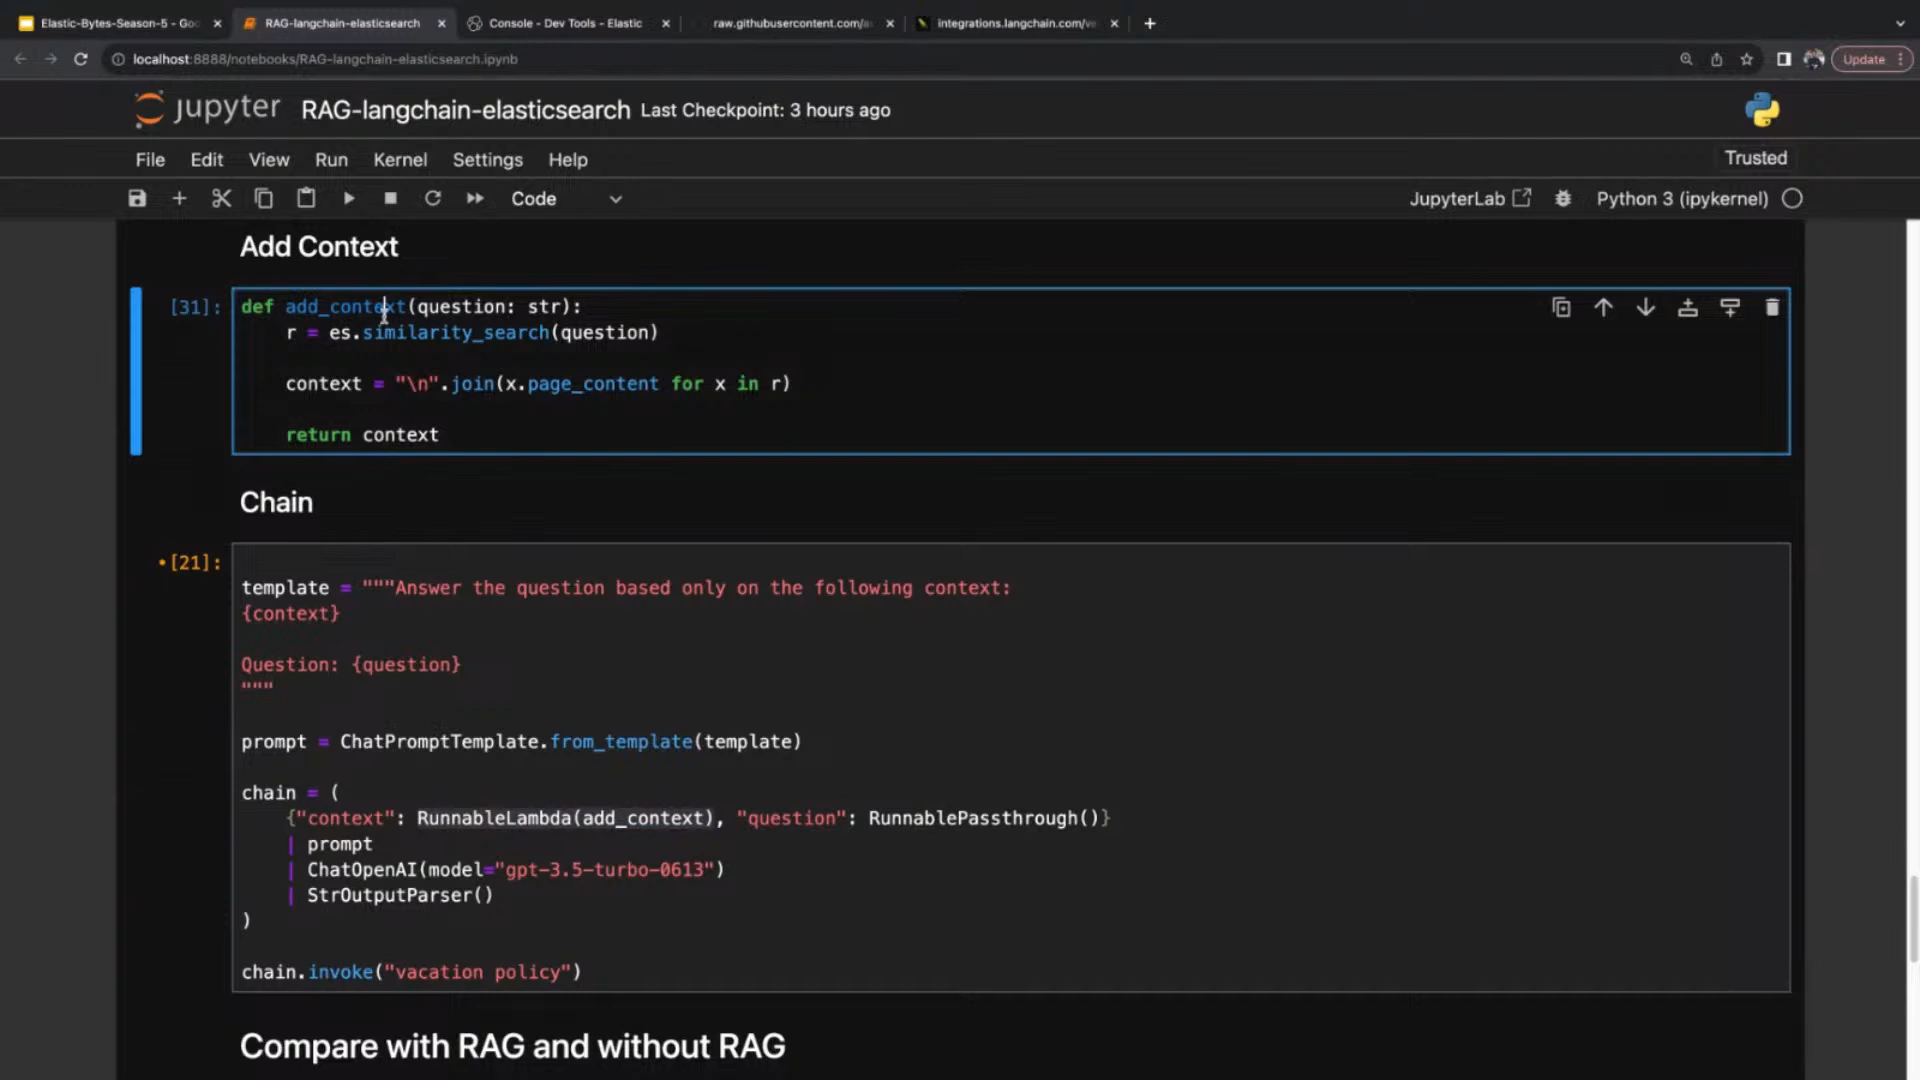 Elastic-Bytes-Season-5 - Goo
RAG-langchain-elasticsearch
Console - Dev Tools - Elastic
raw.githubusercontent.com/
integrations.langchain.com/ve
localhost:8888/notebooks/RAG-langchain-elasticsearch.ipynb
Update
jupyter RAG-langchain-elasticsearch Last Checkpoint: 3 hours ago
File Edit View Run Kernel Settings Help
Trusted
Code
JupyterLab
Python 3 (ipykernel)
Add Context
[31]: def add_context(question: str):
r = es.similarity_search(question)
context = "\n".join(x.page_content for x in r)
return context
Chain
[21]:
template = """Answer the question based only on the following context:
{context}
Question: {question}
"""
prompt = ChatPromptTemplate.from_template(template)
chain = (
{"context": RunnableLambda(add_context), "question": RunnablePassthrough()}
| prompt
| ChatOpenAI(model="gpt-3.5-turbo-0613")
| StrOutputParser()
)
chain.invoke("vacation policy")
Compare with RAG and without RAG